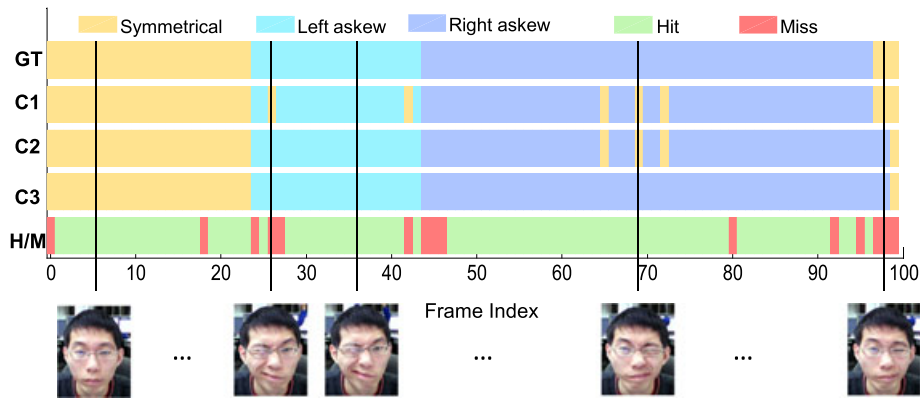 Symmetrical Left askew Right askew Hit Miss
GT
C1
C2
C3
H/M
0 10 20 30 40 50 60 70 80 90 100
Frame Index
... ... ...